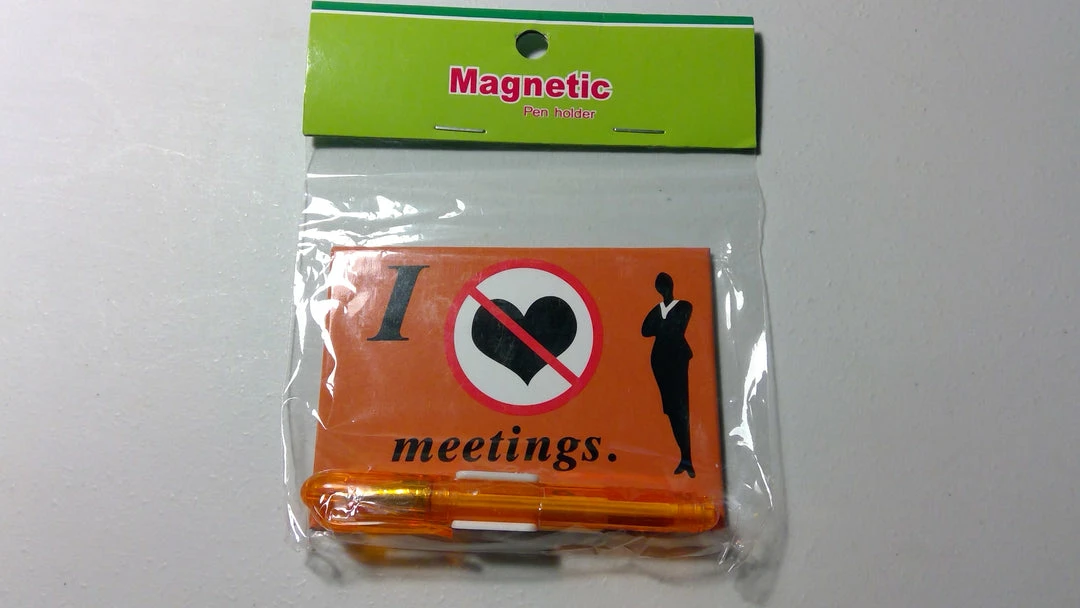 Magnetic
Pen holder
I
meetings.